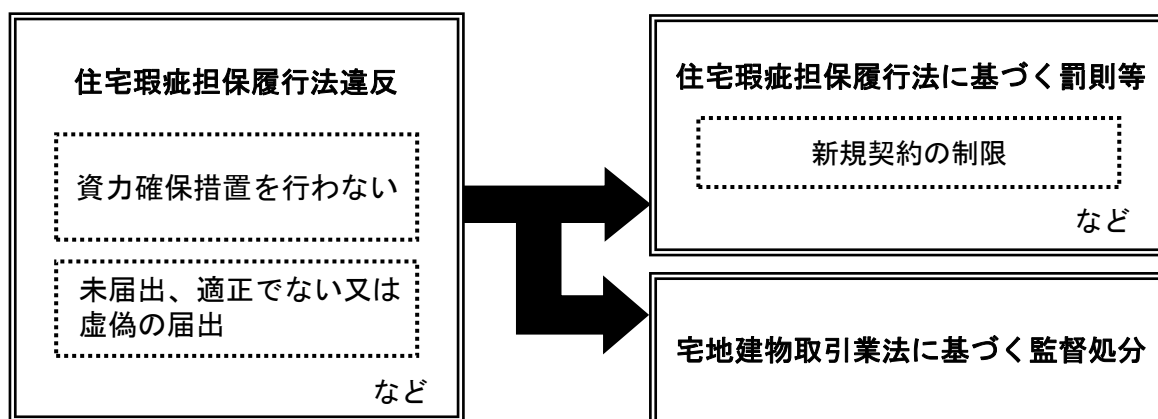 住宅瑕疵担保履行法違反
資力確保措置を行わない
未届出、適正でない又は
虚偽の届出
など
住宅瑕疵担保履行法に基づく罰則等
新規契約の制限
など
宅地建物取引業法に基づく監督処分